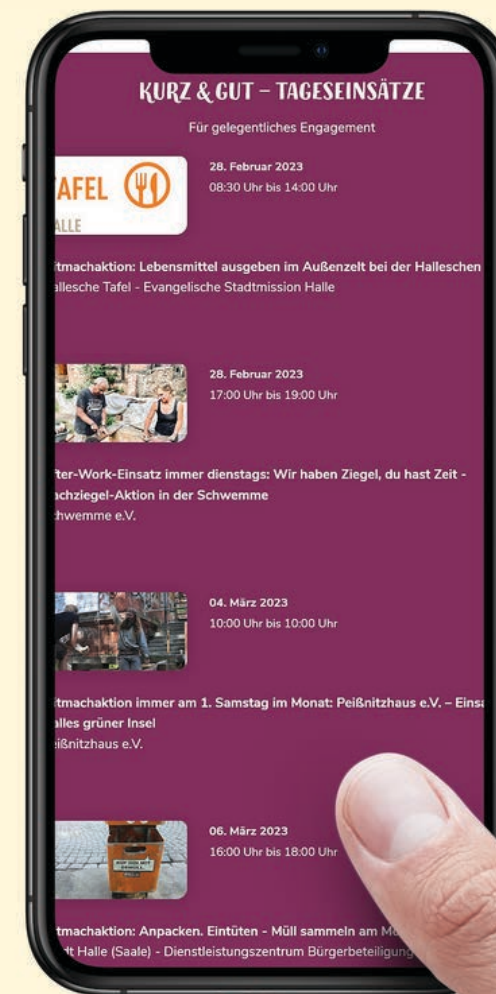 KURZ & GUT – TAGESEINSÄTZE
Für gelegentliches Engagement
AFEL
ALLE
28. Februar 2023
08:30 Uhr bis 14:00 Uhr
itmachaktion: Lebensmittel ausgeben im Außenzelt bei der Halleschen
allesche Tafel - Evangelische Stadtmission Halle
28. Februar 2023
17:00 Uhr bis 19:00 Uhr
fter-Work-Einsatz immer dienstags: Wir haben Ziegel, du hast Zeit -
achziegel-Aktion in der Schwemme
hwemme e.V.
04. März 2023
10:00 Uhr bis 10:00 Uhr
itmachaktion immer am 1. Samstag im Monat: Peißnitzhaus e.V. – Einsa
alles grüner Insel
eißnitzhaus e.V.
06. März 2023
16:00 Uhr bis 18:00 Uhr
tmachaktion: Anpacken. Eintüten - Müll sammeln am M
dt Halle (Saale) - Dienstleistungszentrum Bürgerbeteiligung